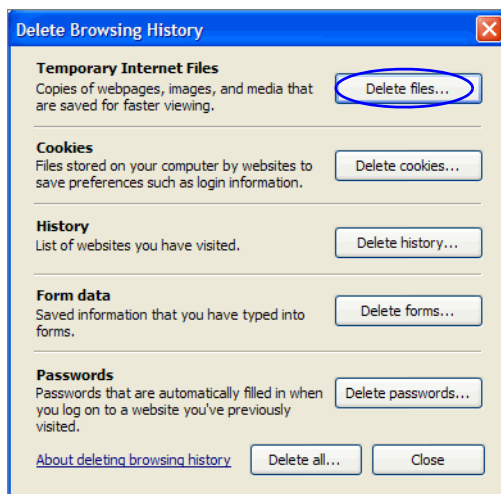 Delete Browsing History
Temporary Internet Files
Copies of webpages, images, and media that
are saved for faster viewing.
Delete files...
Cookies
Files stored on your computer by websites to
save preferences such as login information.
Delete cookies...
History
List of websites you have visited.
Delete history...
Form data
Saved information that you have typed into
forms.
Delete forms...
Passwords
Passwords that are automatically filled in when
you log on to a website you've previously
visited.
Delete passwords...
About deleting browsing history
Delete all...
Close